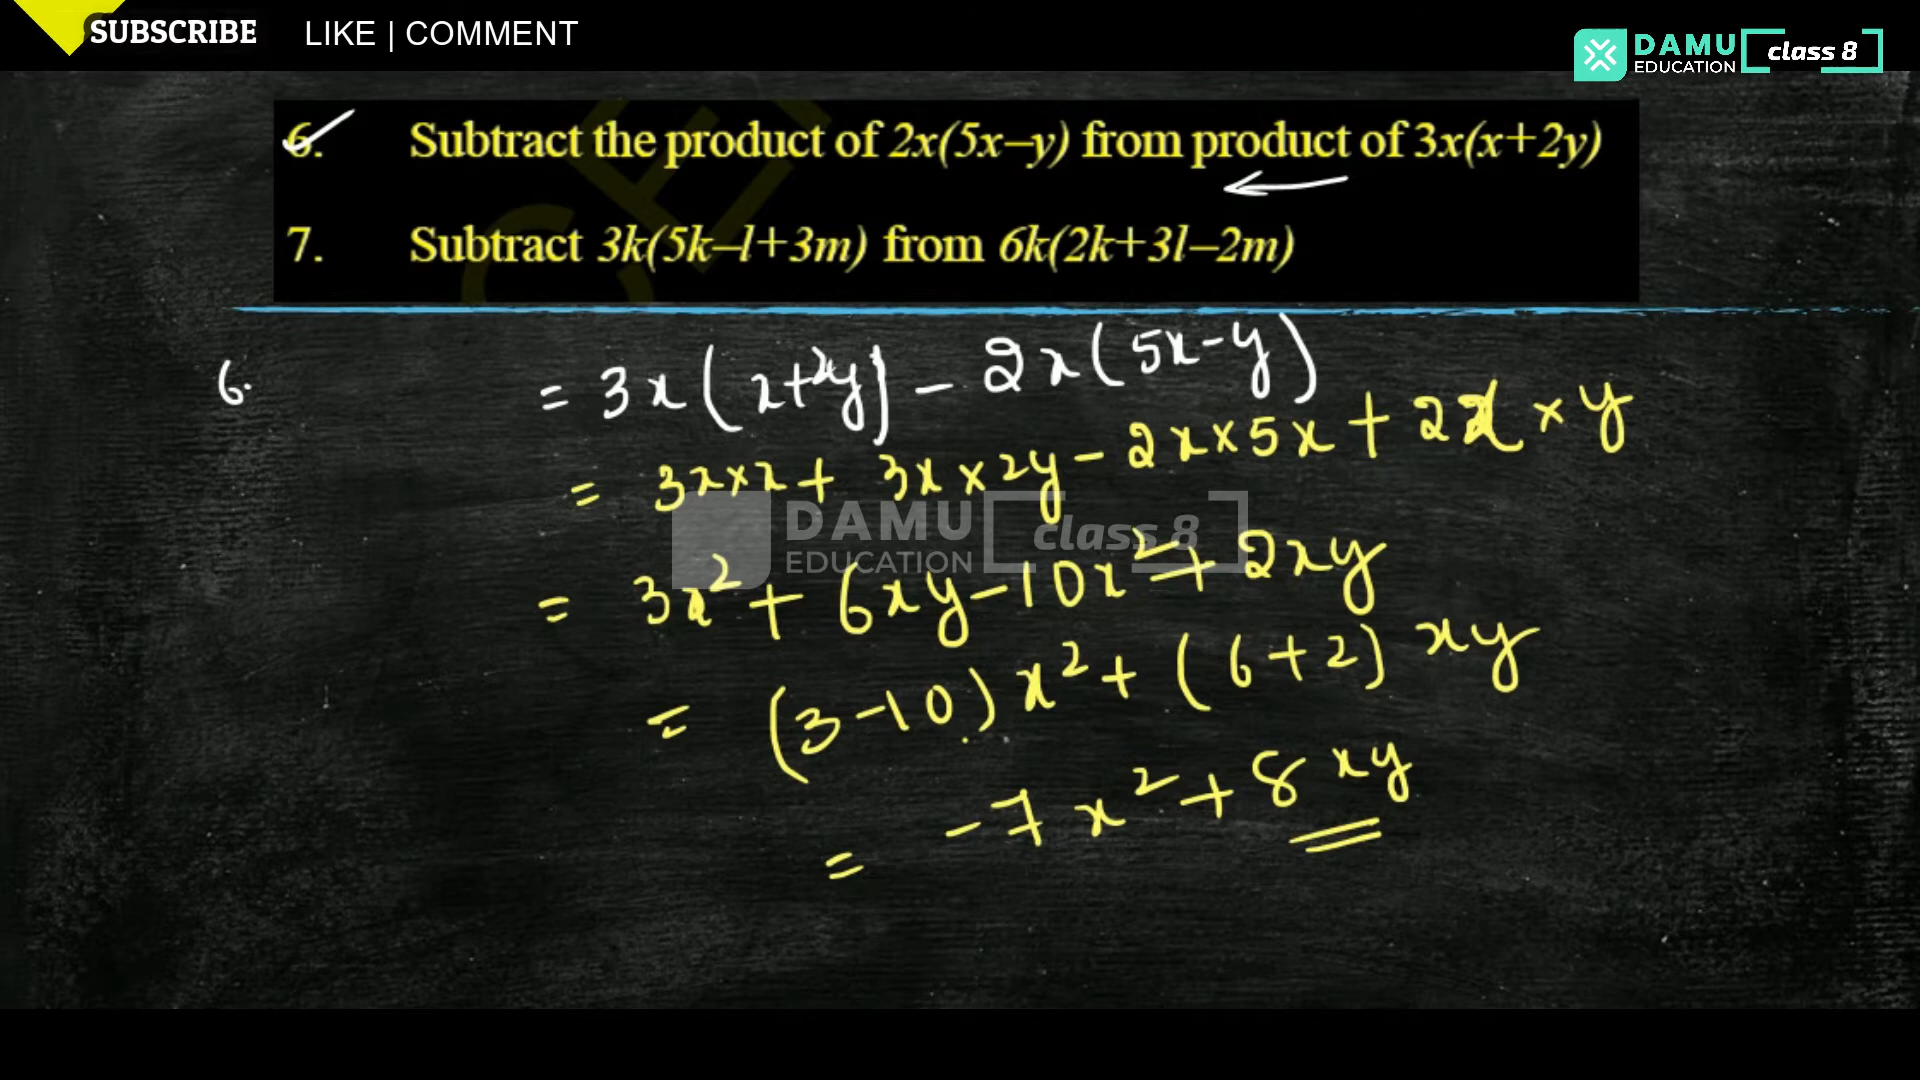 SUBSCRIBE LIKE | COMMENT
DAMU EDUCATION class 8
6. Subtract the product of 2x(5x–y) from product of 3x(x+2y)
7. Subtract 3k(5k–l+3m) from 6k(2k+3l–2m)
6. = 3x(x+2y) - 2x(5x-y)
= 3x×x + 3x×2y - 2x×5x + 2x×y
DAMU EDUCATION class 8
= 3x² + 6xy - 10x² + 2xy
= (3-10)x² + (6+2)xy
= -7x² + 8xy